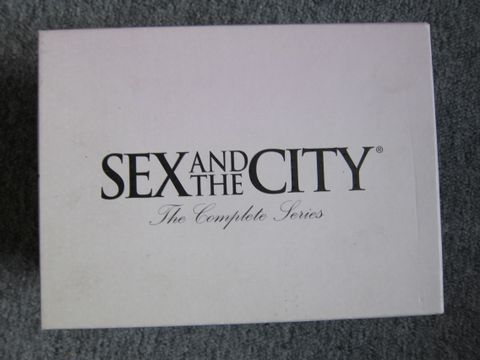 SEX AND THE CITY®
The Complete Series